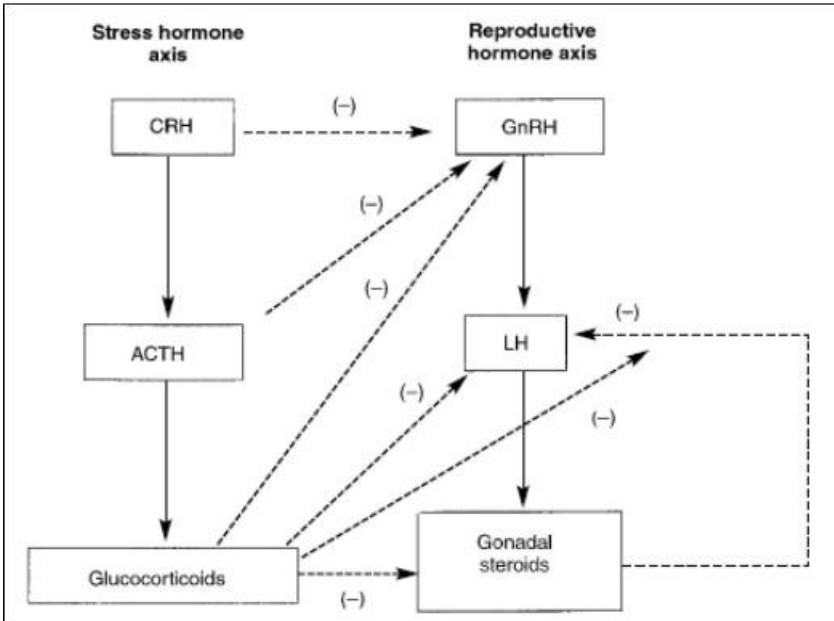 Stress hormone
axis
Reproductive
hormone axis
CRH
(–)
GnRH
(–)
(–)
ACTH
LH
(–)
(–)
(–)
Glucocorticoids
(–)
Gonadal
steroids